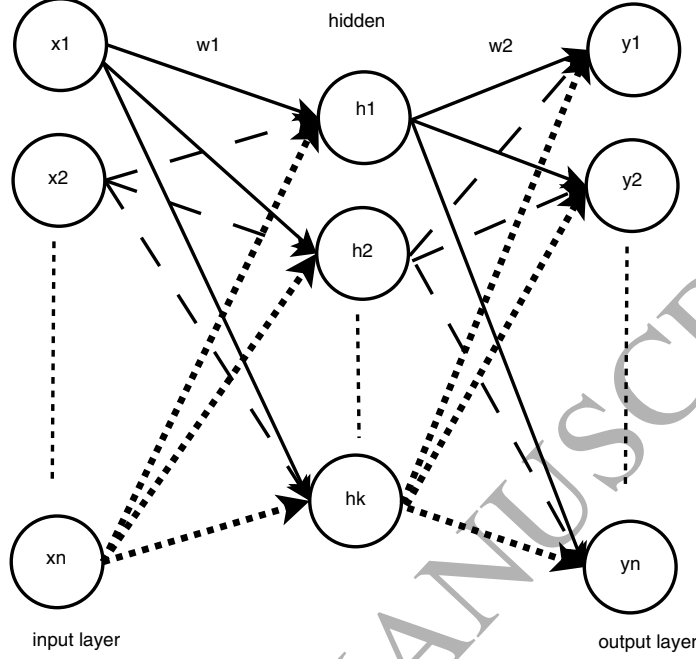 hidden
x1
w1
w2
y1
h1
x2
y2
h2
hk
xn
yn
input layer
output layer